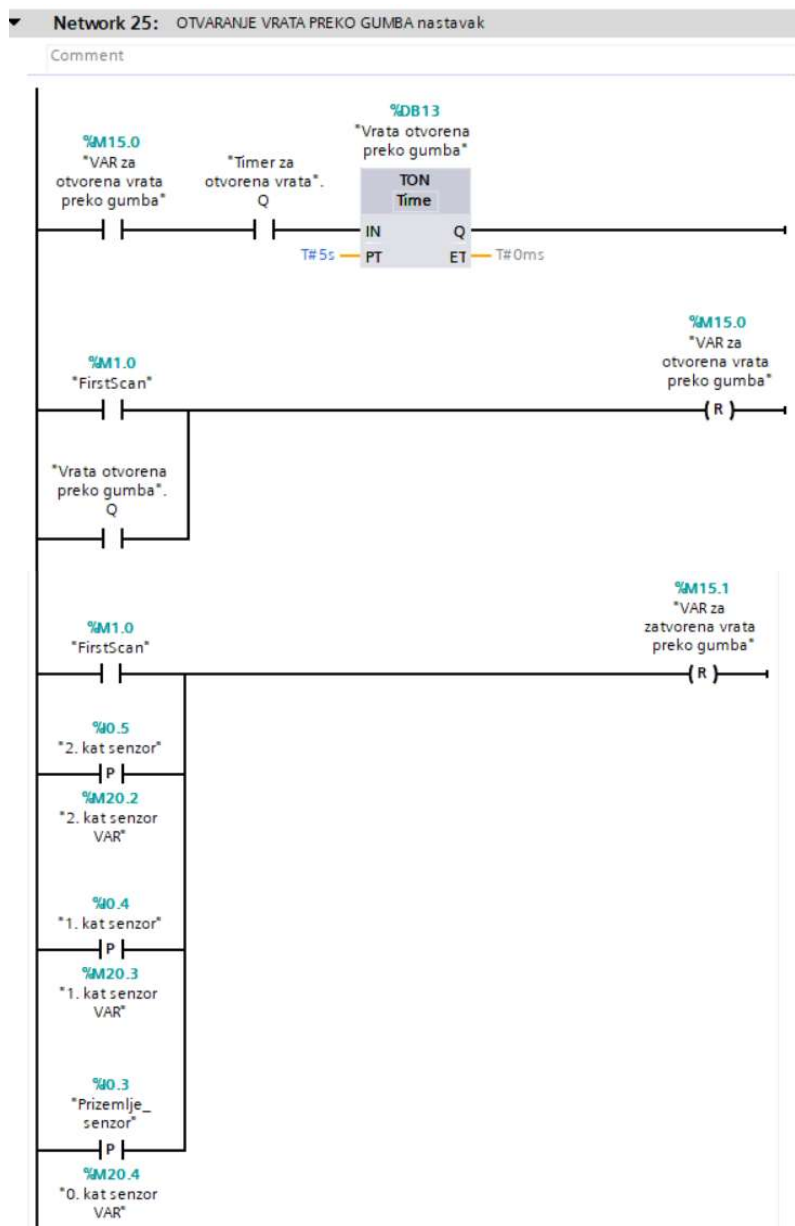 Network 25: OTVARANJE VRATA PREKO GUMBA nastavak
Comment
%DB13
"Vrata otvorena
preko gumba"
%M15.0
"VAR za
otvorena vrata
preko gumba"
"Timer za
otvorena vrata".
Q
TON
Time
IN
Q
T#5s
PT
ET
T#0ms
%M15.0
"VAR za
otvorena vrata
preko gumba"
%M1.0
"FirstScan"
R
"Vrata otvorena
preko gumba".
Q
%M15.1
"VAR za
zatvorena vrata
preko gumba"
%M1.0
"FirstScan"
R
%I0.5
"2. kat senzor"
P
%M20.2
"2. kat senzor
VAR"
%I0.4
"1. kat senzor"
P
%M20.3
"1. kat senzor
VAR"
%I0.3
"Prizemlje_
senzor"
P
%M20.4
"0. kat senzor
VAR"